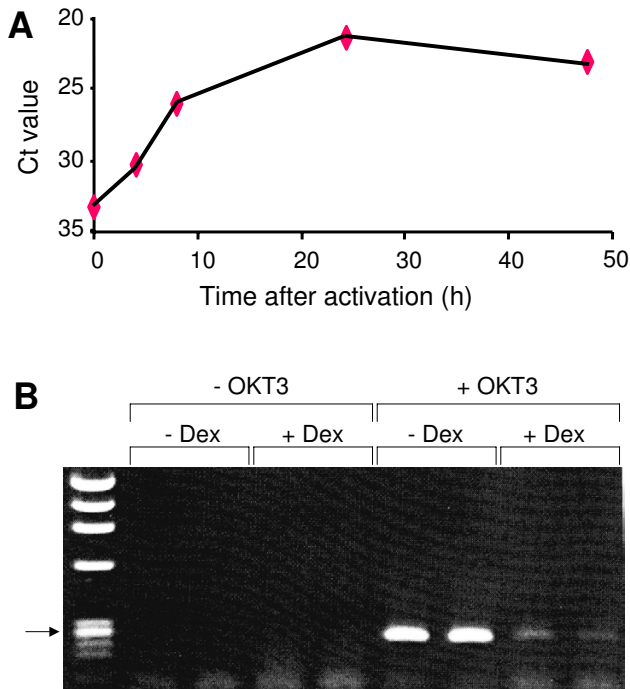 A
20
25
30
35
Ct value
0 10 20 30 40 50
Time after activation (h)
B
- OKT3 + OKT3
- Dex + Dex - Dex + Dex